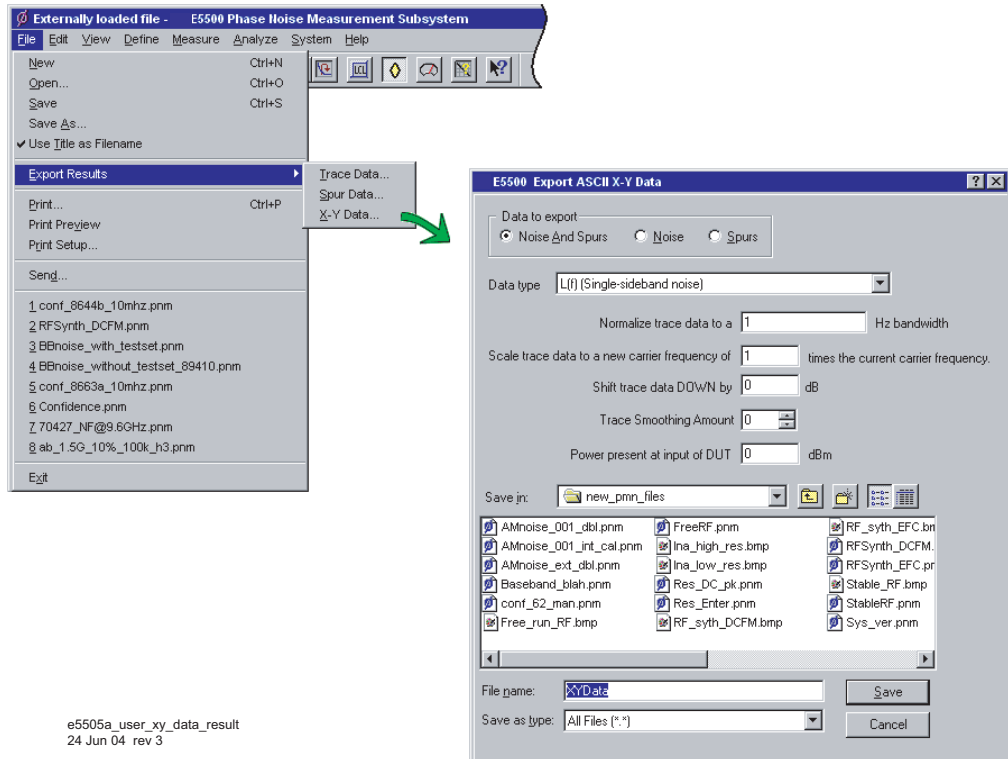 Externally loaded file - E5500 Phase Noise Measurement Subsystem
File Edit View Define Measure Analyze System Help
New Ctrl+N
Open... Ctrl+O
Save Ctrl+S
Save As...
Use Title as Filename
Export Results
Trace Data...
Spur Data...
X-Y Data...
Print... Ctrl+P
Print Preview
Print Setup...
Send...
1 conf_8644b_10mhz.pnm
2 RFSynth_DCFM.pnm
3 BBnoise_with_testset.pnm
4 BBnoise_without_testset_89410.pnm
5 conf_8663a_10mhz.pnm
6 Confidence.pnm
7 70427_NF@9.6GHz.pnm
8 ab_1.5G_10%_100k_h3.pnm
Exit
E5500 Export ASCII X-Y Data
Data to export
Noise And Spurs Noise Spurs
Data type L(f) (Single-sideband noise)
Normalize trace data to a 1 Hz bandwidth
Scale trace data to a new carrier frequency of 1 times the current carrier frequency.
Shift trace data DOWN by 0 dB
Trace Smoothing Amount 0
Power present at input of DUT 0 dBm
Save in: new_pmn_files
AMnoise_001_dbl.pnm FreeRF.pnm RF_syth_EFC.bm
AMnoise_001_int_cal.pnm lna_high_res.bmp RFSynth_DCFM.
AMnoise_ext_dbl.pnm lna_low_res.bmp RFSynth_EFC.pr
Baseband_blah.pnm Res_DC_pk.pnm Stable_RF.bmp
conf_62_man.pnm Res_Enter.pnm StableRF.pnm
Free_run_RF.bmp RF_syth_DCFM.bmp Sys_ver.pnm
File name: XYData Save
Save as type: All Files (*.*) Cancel
e5505a_user_xy_data_result
24 Jun 04 rev 3